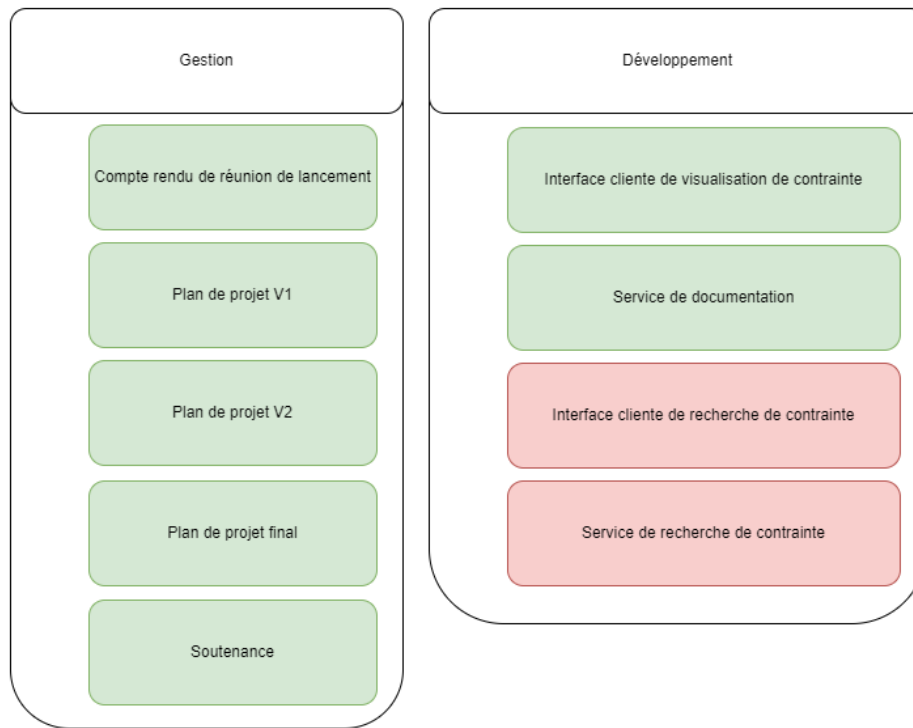 Gestion
Compte rendu de réunion de lancement
Plan de projet V1
Plan de projet V2
Plan de projet final
Soutenance
Développement
Interface cliente de visualisation de contrainte
Service de documentation
Interface cliente de recherche de contrainte
Service de recherche de contrainte